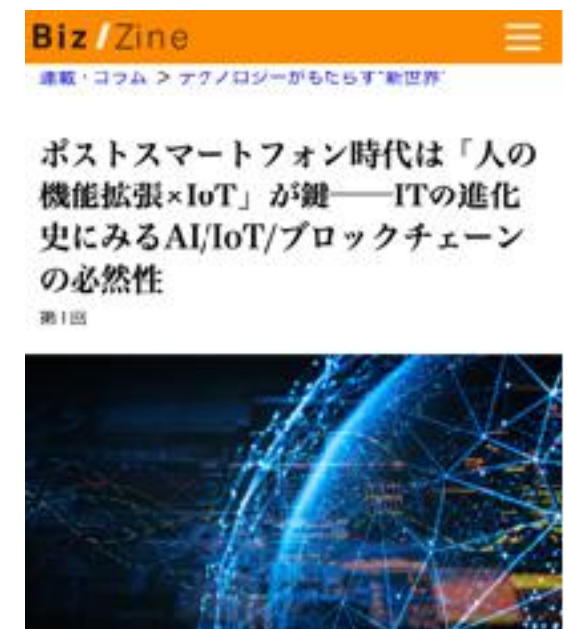 Biz/Zine
連載・コラム > テクノロジーがもたらす"新世界"
ポストスマートフォン時代は「人の
機能拡張×IoT」が鍵──ITの進化
史にみるAI/IoT/ブロックチェーン
の必然性
第1回